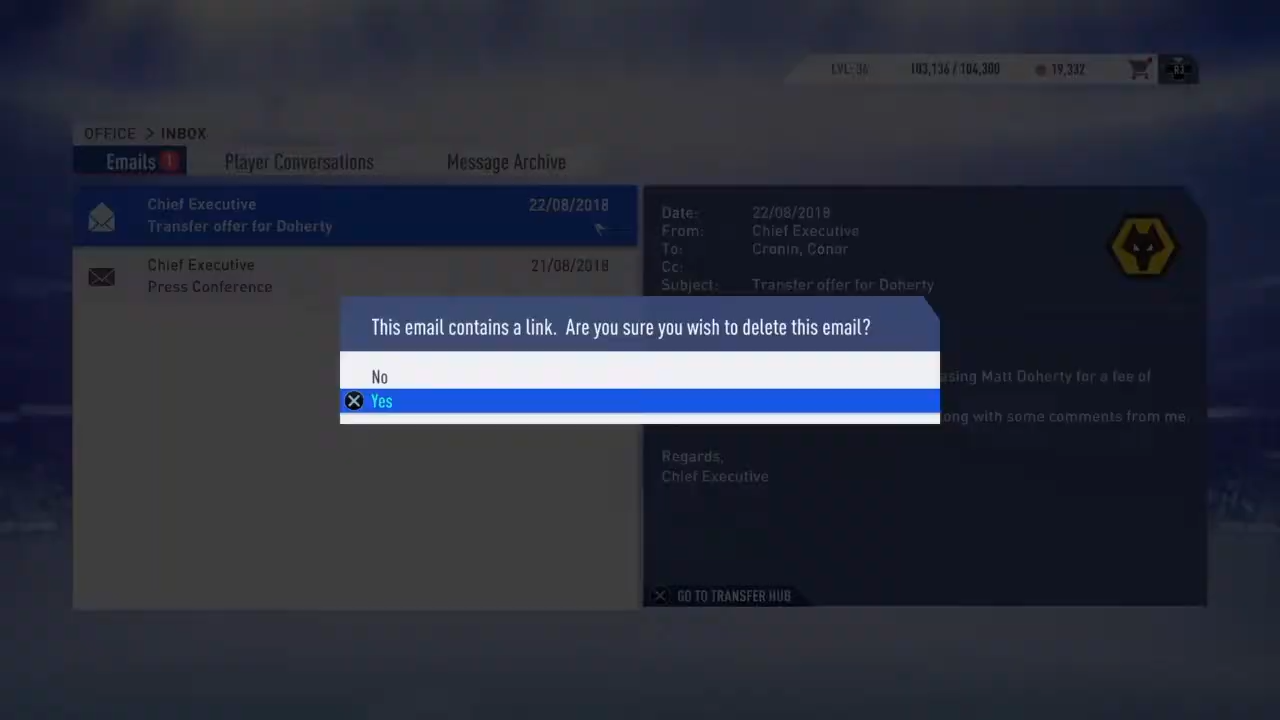 LVL: 36 103,136 / 104,300 19,332 R3
OFFICE > INBOX
Emails 1 Player Conversations Message Archive
Chief Executive 22/08/2018
Transfer offer for Doherty
Chief Executive 21/08/2018
Press Conference
Date: 22/08/2018
From: Chief Executive
To: Cronin, Conor
Cc:
Subject: Transfer offer for Doherty
This email contains a link. Are you sure you wish to delete this email?
No
Yes
asing Matt Doherty for a fee of
ong with some comments from me.
Regards,
Chief Executive
GO TO TRANSFER HUB